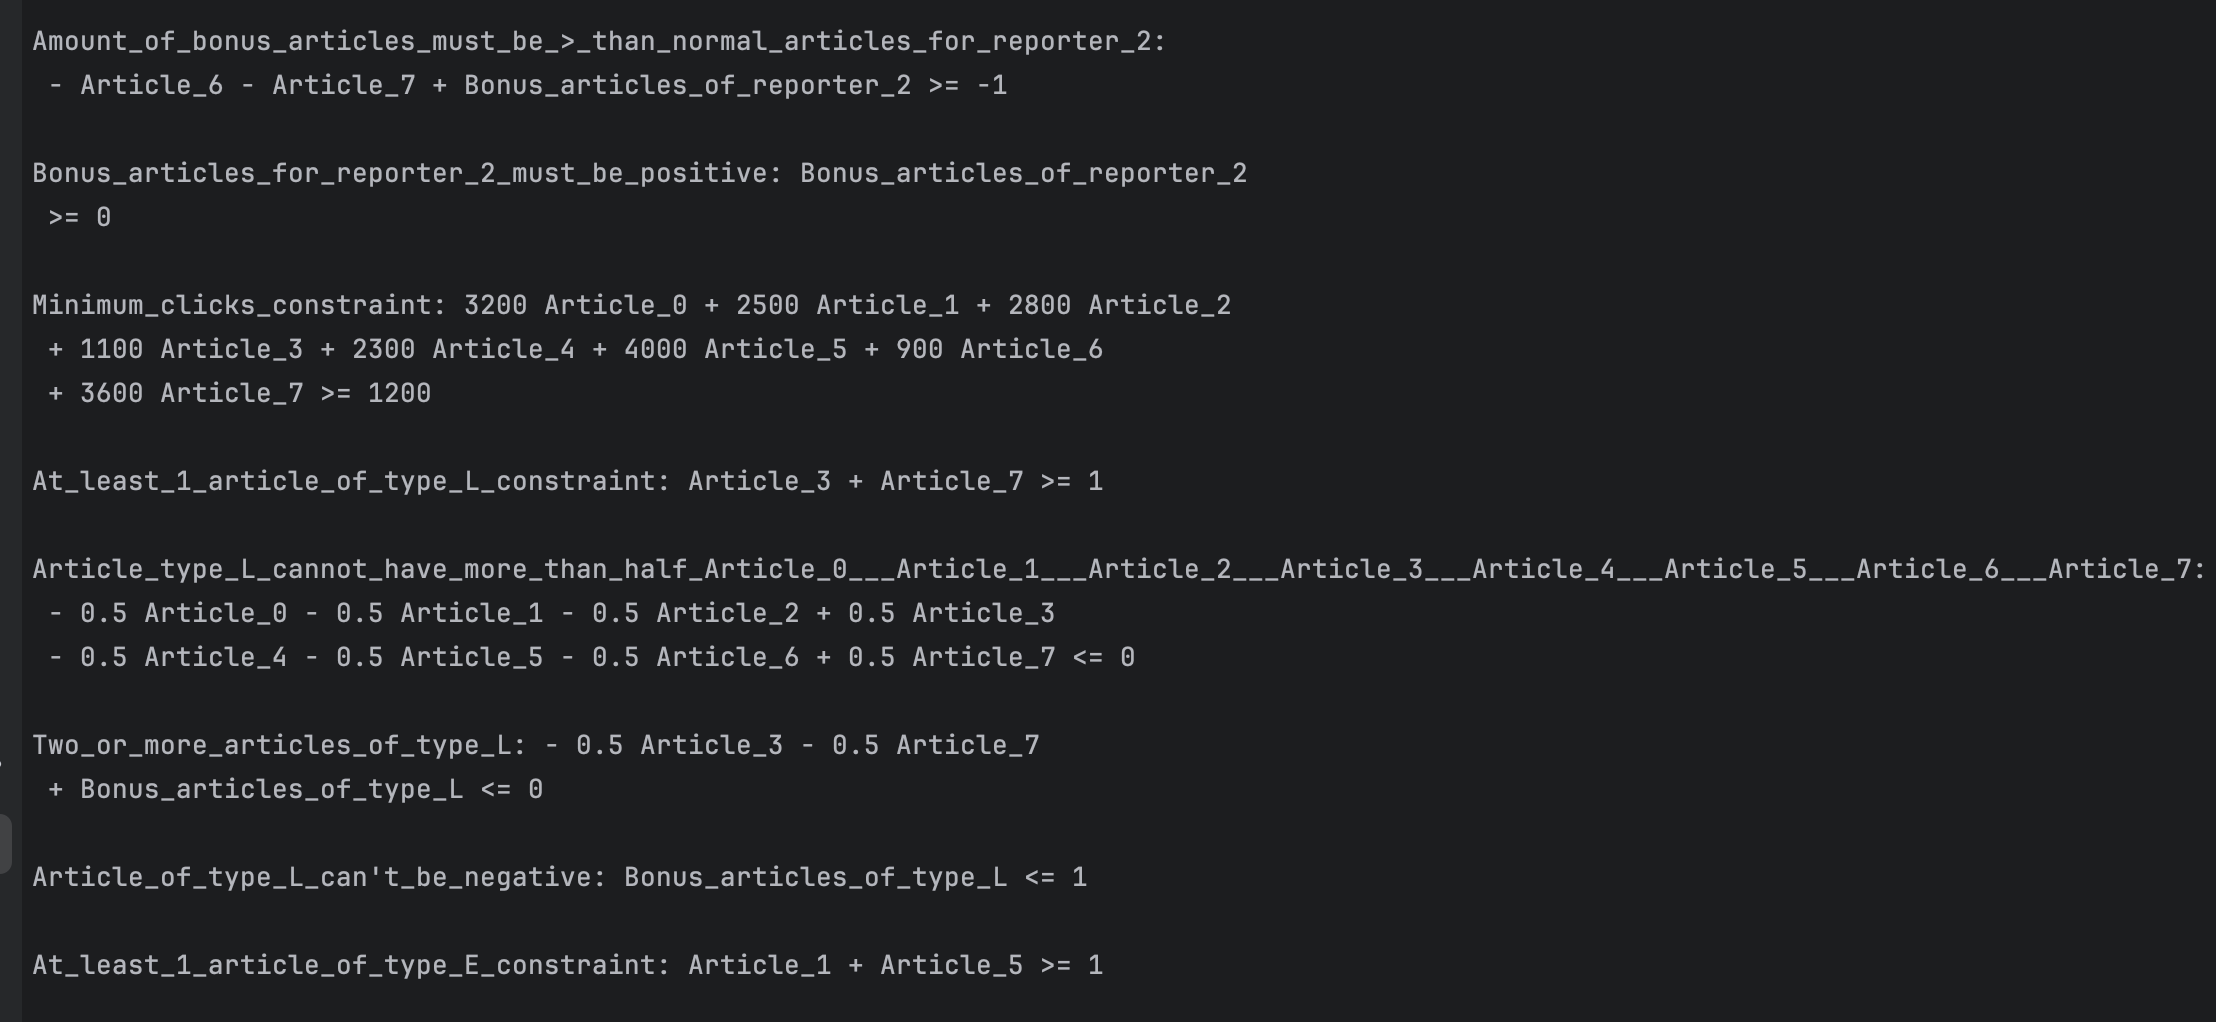 Amount_of_bonus_articles_must_be_>_than_normal_articles_for_reporter_2:
 - Article_6 - Article_7 + Bonus_articles_of_reporter_2 >= -1
Bonus_articles_for_reporter_2_must_be_positive: Bonus_articles_of_reporter_2
 >= 0
Minimum_clicks_constraint: 3200 Article_0 + 2500 Article_1 + 2800 Article_2
 + 1100 Article_3 + 2300 Article_4 + 4000 Article_5 + 900 Article_6
 + 3600 Article_7 >= 1200
At_least_1_article_of_type_L_constraint: Article_3 + Article_7 >= 1
Article_type_L_cannot_have_more_than_half_Article_0___Article_1___Article_2___Article_3___Article_4___Article_5___Article_6___Article_7:
 - 0.5 Article_0 - 0.5 Article_1 - 0.5 Article_2 + 0.5 Article_3
 - 0.5 Article_4 - 0.5 Article_5 - 0.5 Article_6 + 0.5 Article_7 <= 0
Two_or_more_articles_of_type_L: - 0.5 Article_3 - 0.5 Article_7
 + Bonus_articles_of_type_L <= 0
Article_of_type_L_can't_be_negative: Bonus_articles_of_type_L <= 1
At_least_1_article_of_type_E_constraint: Article_1 + Article_5 >= 1